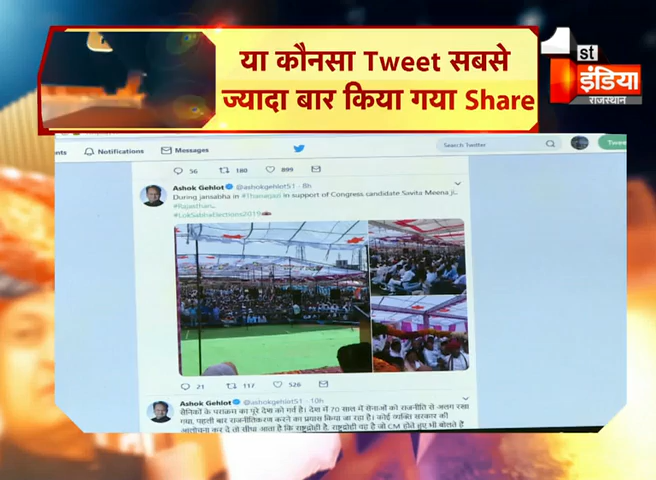 या कौनसा Tweet सबसे
ज्यादा बार किया गया Share
1st
इंडिया
राजस्थान
Notifications
Messages
Search Twitter
56 180 899
Ashok Gehlot @ashokgehlot51 · 8h
During jansabha in #Thanagazi in support of Congress candidate Savita Meena ji..
#Rajasthan..
#LokSabhaElections2019
21 117 526
Ashok Gehlot @ashokgehlot51 · 10h
सैनिकों के पराक्रम का पूरे देश को गर्व है। देश में 70 साल में सेनाओं को राजनीति से अलग रखा
गया, पहली बार राजनीतिकरण करने का प्रयास किया जा रहा है। कोई व्यक्ति सरकार की
आलोचना कर दे तो सीधा आता है कि राष्ट्रद्रोही है, राष्ट्रद्रोही क्या है जो CM होते हुए भी बोलते हैं